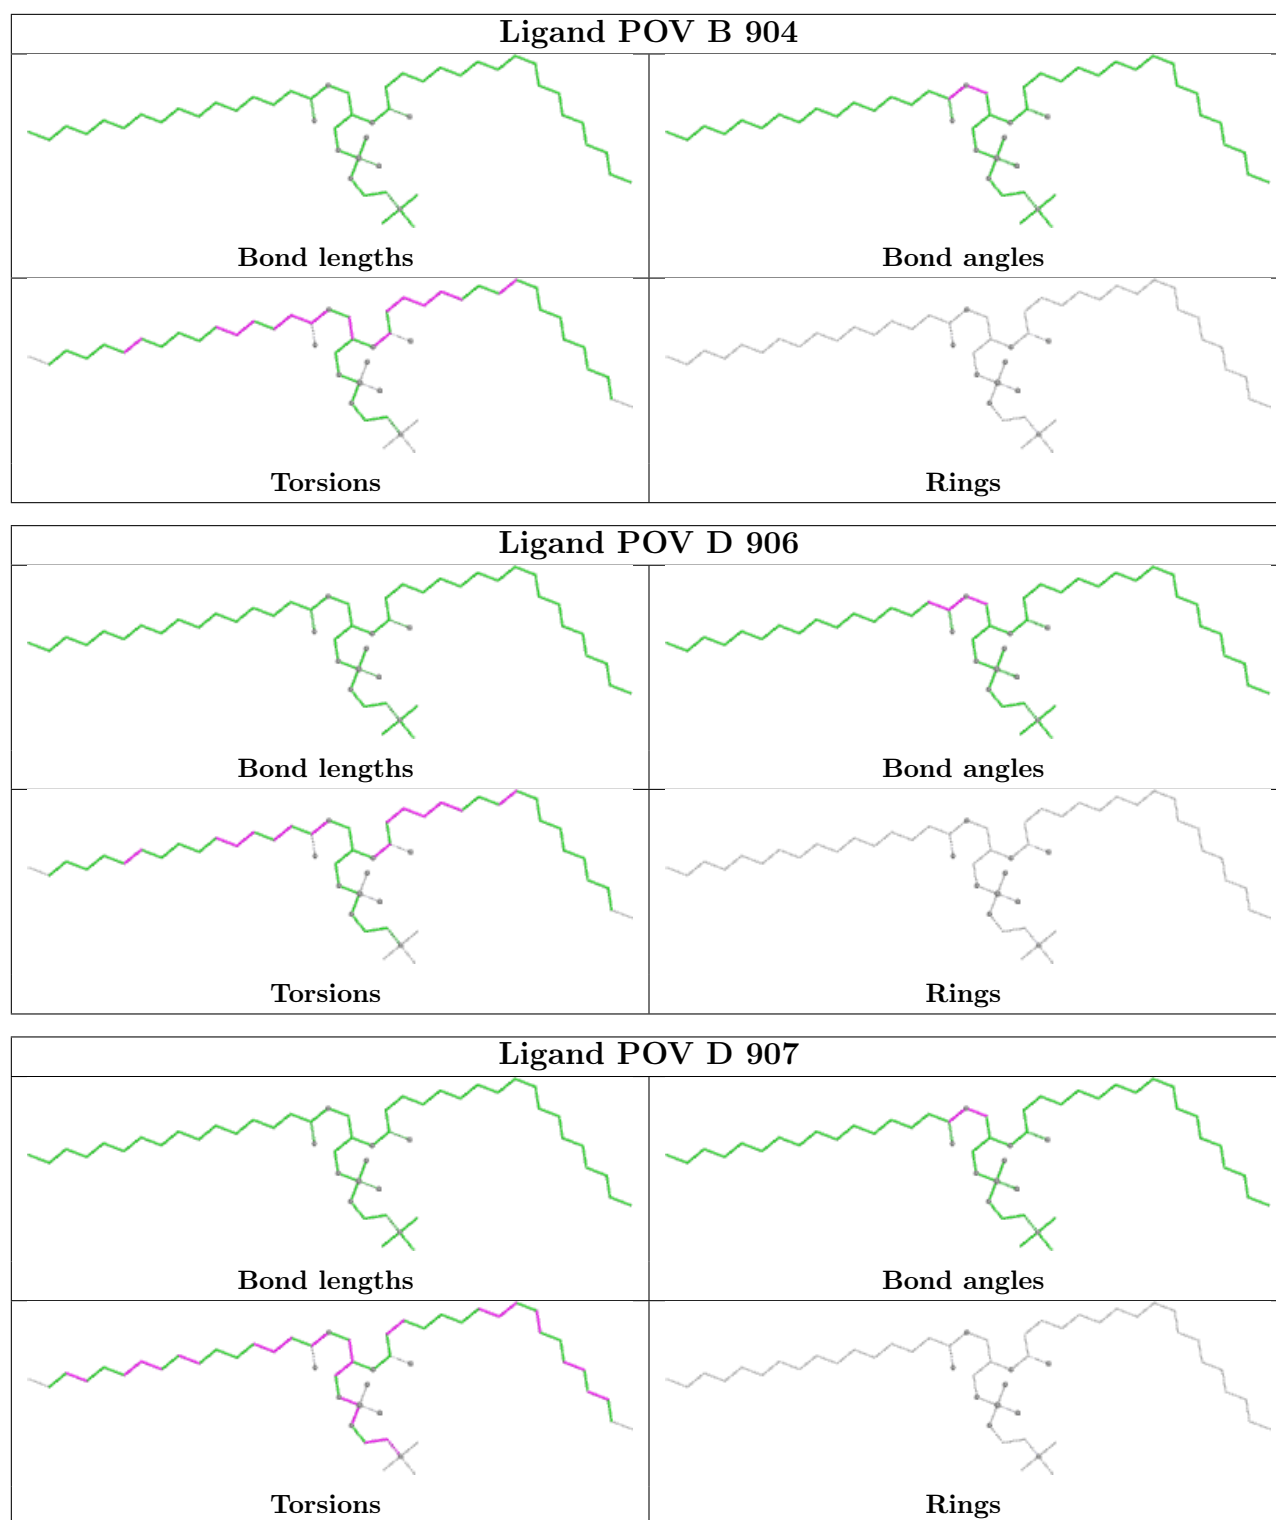 Ligand POV B 904
Bond lengths
Bond angles
Torsions
Rings
Ligand POV D 906
Bond lengths
Bond angles
Torsions
Rings
Ligand POV D 907
Bond lengths
Bond angles
Torsions
Rings